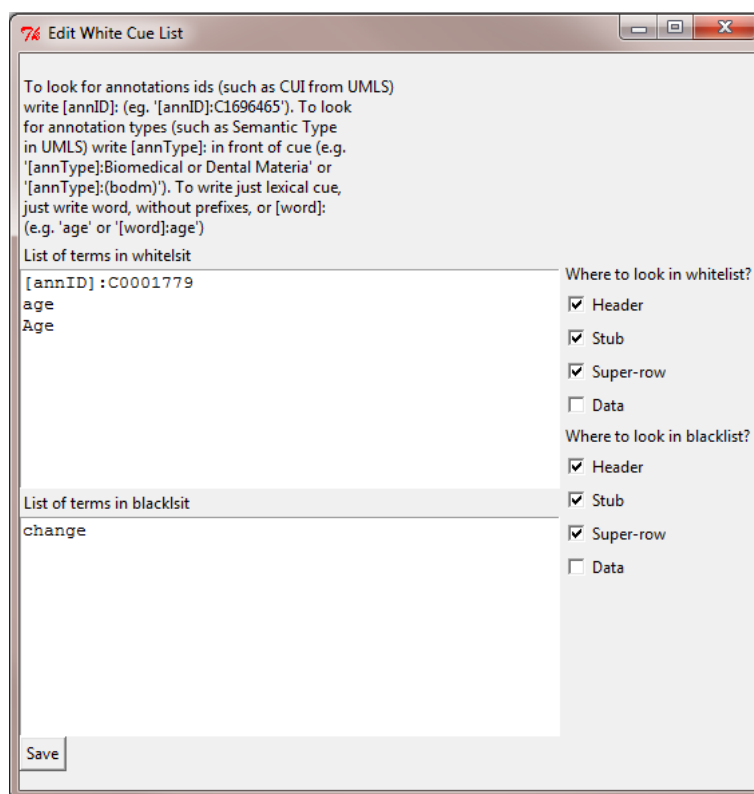 Edit White Cue List
To look for annotations ids (such as CUI from UMLS)
write [annID]: (eg. '[annID]:C1696465'). To look
for annotation types (such as Semantic Type
in UMLS) write [annType]: in front of cue (e.g.
'[annType]:Biomedical or Dental Materia' or
'[annType]:(bodm)'). To write just lexical cue,
just write word, without prefixes, or [word]:
(e.g. 'age' or '[word]:age')
List of terms in whitelsit
[annID]:C0001779
age
Age
Where to look in whitelist?
Header
Stub
Super-row
Data
Where to look in blacklist?
Header
Stub
Super-row
Data
List of terms in blacklsit
change
Save